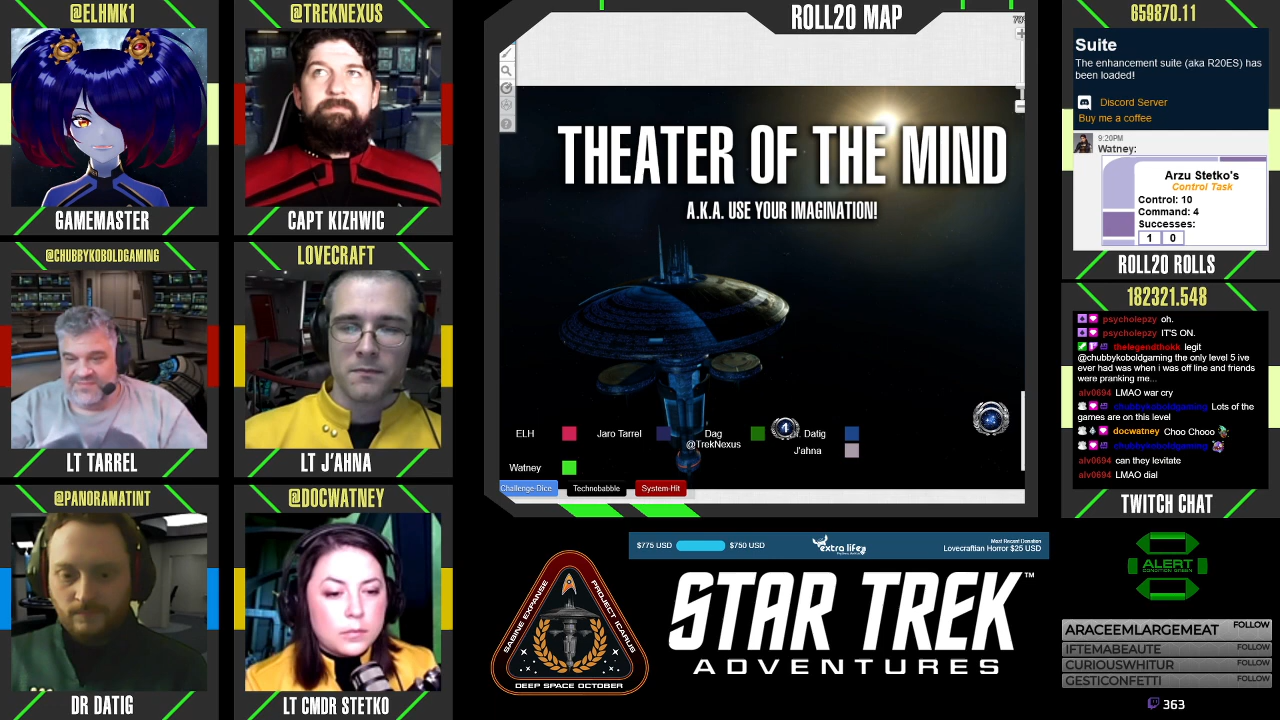 @ELHMK1
GAMEMASTER
@TREKNEXUS
CAPT KIZHWIC
@CHUBBYKOBOLDGAMING
LT TARREL
LOVECRAFT
LT J'AHNA
@PANORAMATINT
DR DATIG
@DOCWATNEY
LT CMDR STETKO
ROLL20 MAP
THEATER OF THE MIND
A.K.A. USE YOUR IMAGINATION!
ELH
Jaro Tarrel
Dag
@TrekNexus
Datig
J'ahna
Watney
Challenge-Dice
Technobabble
System-Hit
$775 USD
$750 USD
extra life
Most Recent Donation
Lovecraftian Horror $25 USD
SABINE EXPANSE
PROJECT ICARUS
DEEP SPACE OCTOBER
STAR TREK™
ADVENTURES
659870.11
Suite
The enhancement suite (aka R20ES) has
been loaded!
Discord Server
Buy me a coffee
9:20PM
Watney:
Arzu Stetko's
Control Task
Control: 10
Command: 4
Successes:
1 0
ROLL20 ROLLS
182321.548
psycholepzy oh.
psycholepzy IT'S ON.
thelegendthokk legit
@chubbykoboldgaming the only level 5 ive
ever had was when i was off line and friends
were pranking me...
alv0694 LMAO war cry
chubbykoboldgaming Lots of the
games are on this level
docwatney Choo Chooo
chubbykoboldgaming
alv0694 can they levitate
alv0694 LMAO dial
TWITCH CHAT
ALERT
CONDITION GREEN
ARACEEMLARGEMEAT FOLLOW
IFTEMABEAUTE FOLLOW
CURIOUSWHITUR FOLLOW
GESTICONFETTI FOLLOW
363